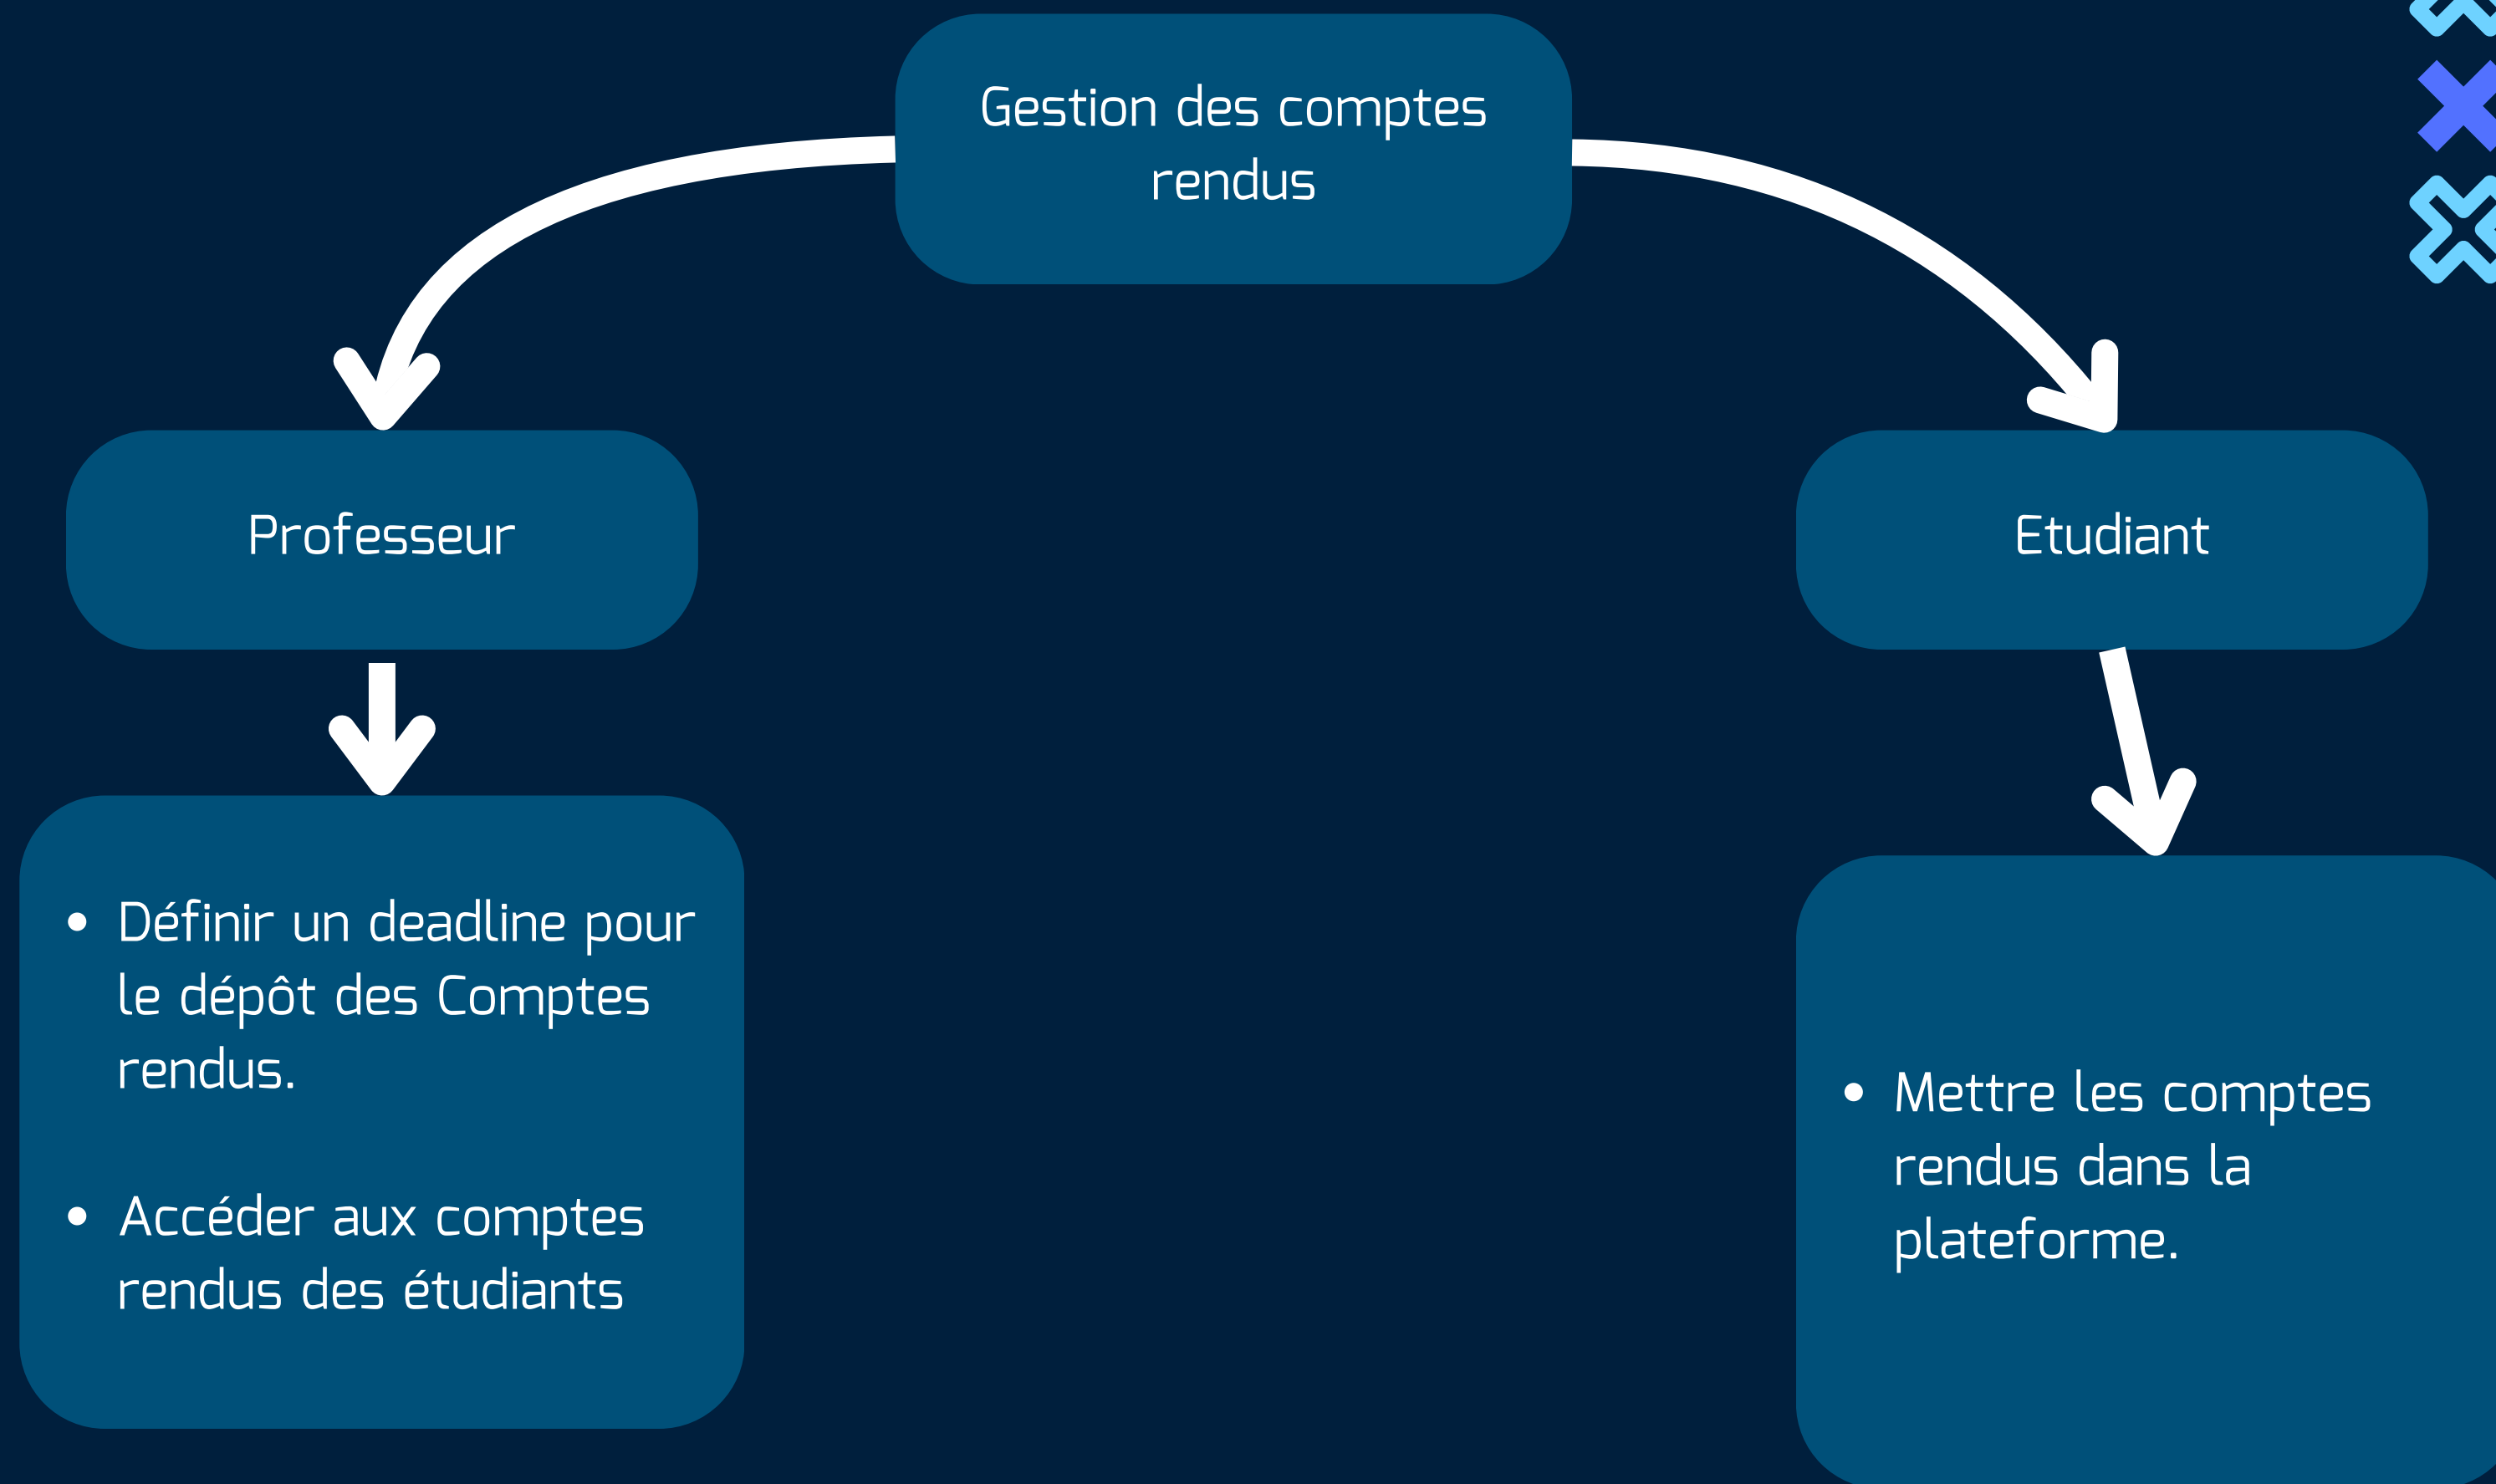 Gestion des comptes
rendus
Professeur
Etudiant
• Définir un deadline pour
le dépôt des Comptes
rendus.
• Accéder aux comptes
rendus des étudiants
• Mettre les comptes
rendus dans la
plateforme.